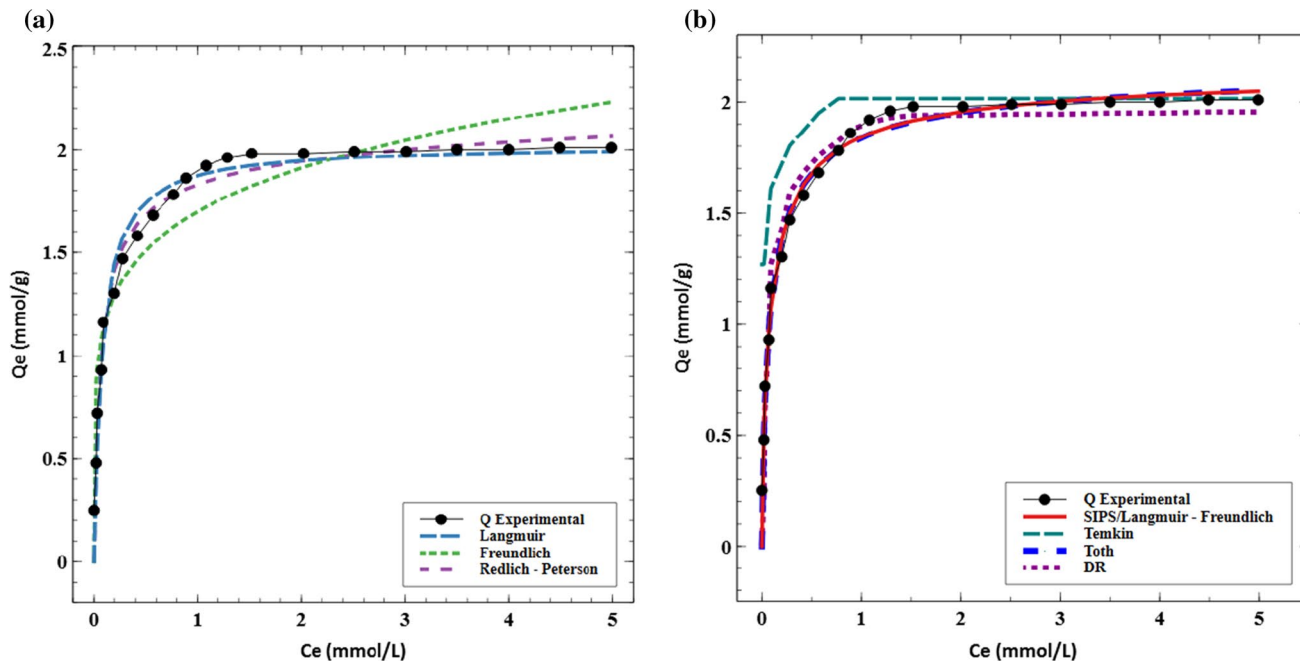 (a)
2.5
2
1.5
1
0.5
0
Qe (mmol/g)
0 1 2 3 4 5
Ce (mmol/L)
Q Experimental
Langmuir
Freundlich
Redlich - Peterson
(b)
2
1.5
1
0.5
0
Qe (mmol/g)
0 1 2 3 4 5
Ce (mmol/L)
Q Experimental
SIPS/Langmuir - Freundlich
Temkin
Toth
DR